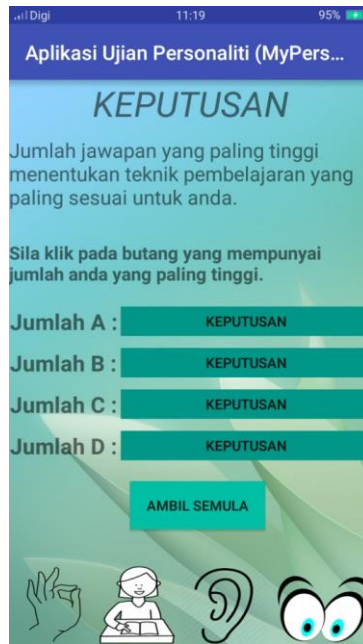 Digi 11:19 95%
Aplikasi Ujian Personaliti (MyPers...
KEPUTUSAN
Jumlah jawapan yang paling tinggi
menentukan teknik pembelajaran yang
paling sesuai untuk anda.
Sila klik pada butang yang mempunyai
jumlah anda yang paling tinggi.
Jumlah A : KEPUTUSAN
Jumlah B : KEPUTUSAN
Jumlah C : KEPUTUSAN
Jumlah D : KEPUTUSAN
AMBIL SEMULA